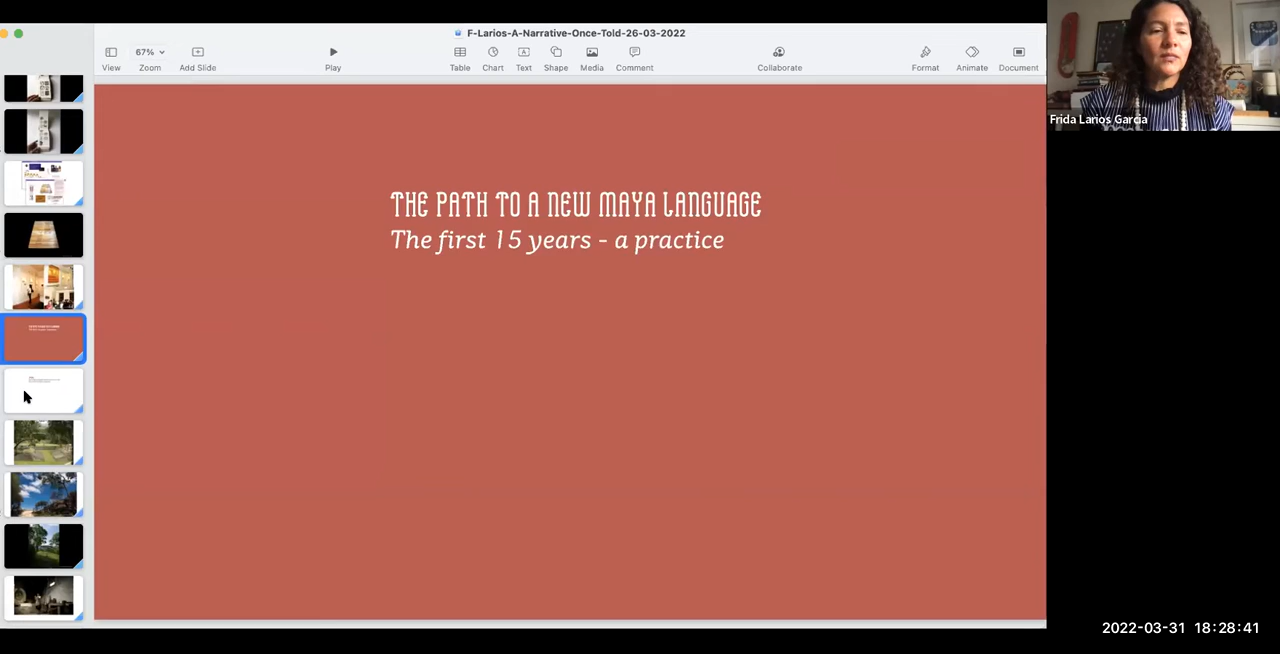 F-Larios-A-Narrative-Once-Told-26-03-2022
67%
View
Zoom
Add Slide
Play
Table
Chart
Text
Shape
Media
Comment
Collaborate
Format
Animate
Document
Frida Larios Garcia
THE PATH TO A NEW MAYA LANGUAGE
The first 15 years - a practice
2022-03-31 18:28:41